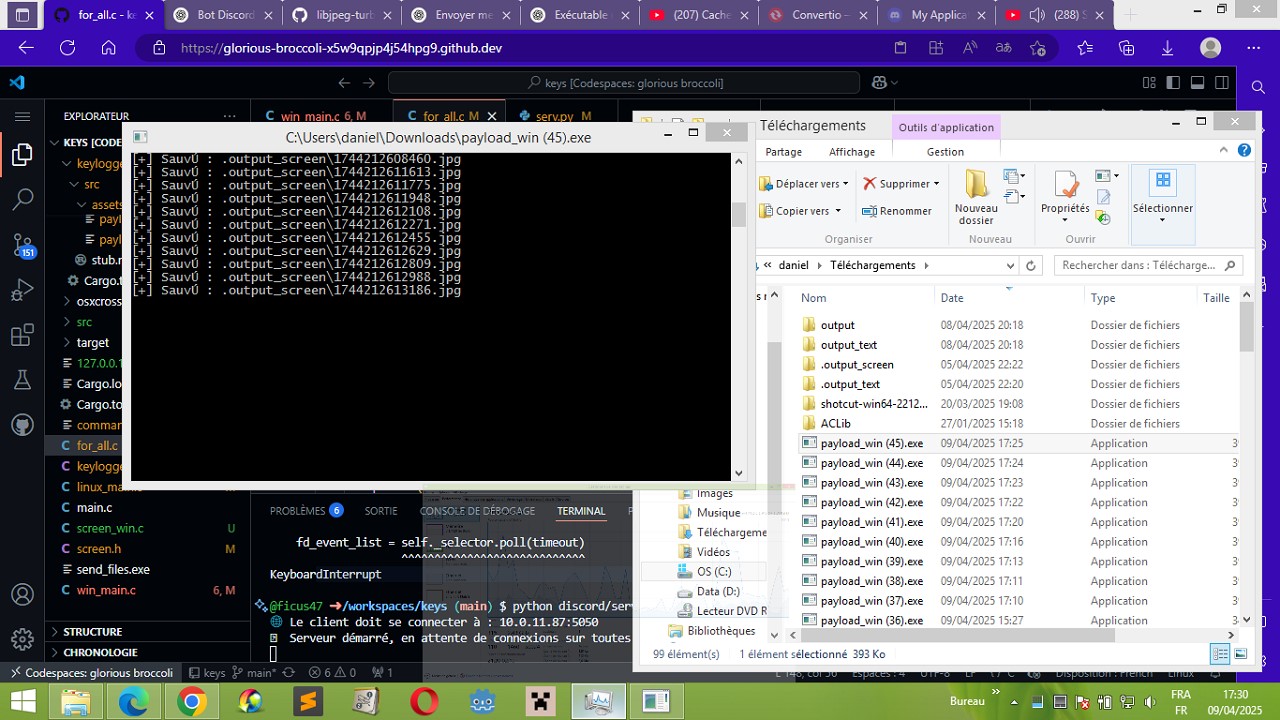 for_all.c - ke
Bot Discord
libjpeg-turb
Envoyer me
Exécutable
(207) Cache
Convertio —
My Applica
(288) S
https://glorious-broccoli-x5w9qpjp4j54hpg9.github.dev
keys [Codespaces: glorious broccoli]
EXPLORATEUR
win_main.c 6, M
for_all.c M
serv.py M
KEYS [CODE
keylogge
src
assets
payl
payl
stub.r
Cargo.t
osxcross
src
target
127.0.0.1
Cargo.lo
Cargo.to
comman
for_all.c
keylogge
linux_main.c
main.c
screen_win.c U
screen.h M
send_files.exe
win_main.c 6, M
STRUCTURE
CHRONOLOGIE
151
C:\Users\daniel\Downloads\payload_win (45).exe
[+] SauvÚ : .output_screen\1744212608460.jpg
[+] SauvÚ : .output_screen\1744212611613.jpg
[+] SauvÚ : .output_screen\1744212611775.jpg
[+] SauvÚ : .output_screen\1744212611948.jpg
[+] SauvÚ : .output_screen\1744212612108.jpg
[+] SauvÚ : .output_screen\1744212612271.jpg
[+] SauvÚ : .output_screen\1744212612455.jpg
[+] SauvÚ : .output_screen\1744212612629.jpg
[+] SauvÚ : .output_screen\1744212612809.jpg
[+] SauvÚ : .output_screen\1744212612988.jpg
[+] SauvÚ : .output_screen\1744212613186.jpg
PROBLÈMES 6
SORTIE
CONSOLE DE DÉBOGAGE
TERMINAL
fd_event_list = self._selector.poll(timeout)
^^^^^^^^^^^^^^^^^^^^^^^^^^^^
KeyboardInterrupt
@ficus47 ➜/workspaces/keys (main) $ python discord/serv
Le client doit se connecter à : 10.0.11.87:5050
Serveur démarré, en attente de connexions sur toutes
Téléchargements
Outils d'application
Partage
Affichage
Gestion
Déplacer vers
Copier vers
Supprimer
Renommer
Nouveau
dossier
Propriétés
Sélectionner
Organiser
Nouveau
Ouvrir
« daniel
Téléchargements
Rechercher dans : Télécharge...
Nom
Date
Type
Taille
output 08/04/2025 20:18 Dossier de fichiers
output_text 08/04/2025 20:18 Dossier de fichiers
.output_screen 05/04/2025 22:22 Dossier de fichiers
.output_text 05/04/2025 22:20 Dossier de fichiers
shotcut-win64-2212... 20/03/2025 19:08 Dossier de fichiers
ACLib 27/01/2025 15:18 Dossier de fichiers
payload_win (45).exe 09/04/2025 17:25 Application
payload_win (44).exe 09/04/2025 17:24 Application
payload_win (43).exe 09/04/2025 17:23 Application
payload_win (42).exe 09/04/2025 17:22 Application
payload_win (41).exe 09/04/2025 17:20 Application
payload_win (40).exe 09/04/2025 17:16 Application
payload_win (39).exe 09/04/2025 17:13 Application
payload_win (38).exe 09/04/2025 17:11 Application
payload_win (37).exe 09/04/2025 17:10 Application
payload_win (36).exe 09/04/2025 15:27 Application
Images
Musique
Téléchargeme
Vidéos
OS (C:)
Data (D:)
Lecteur DVD R
Bibliothèques
99 élément(s)
1 élément sélectionné 393 Ko
Codespaces: glorious broccoli
keys
main*
6
0
1
L 148, col 56
Espaces : 4
UTF-8
LF
C
Disposition : French
Linux
Bureau
FRA
FR
17:30
09/04/2025